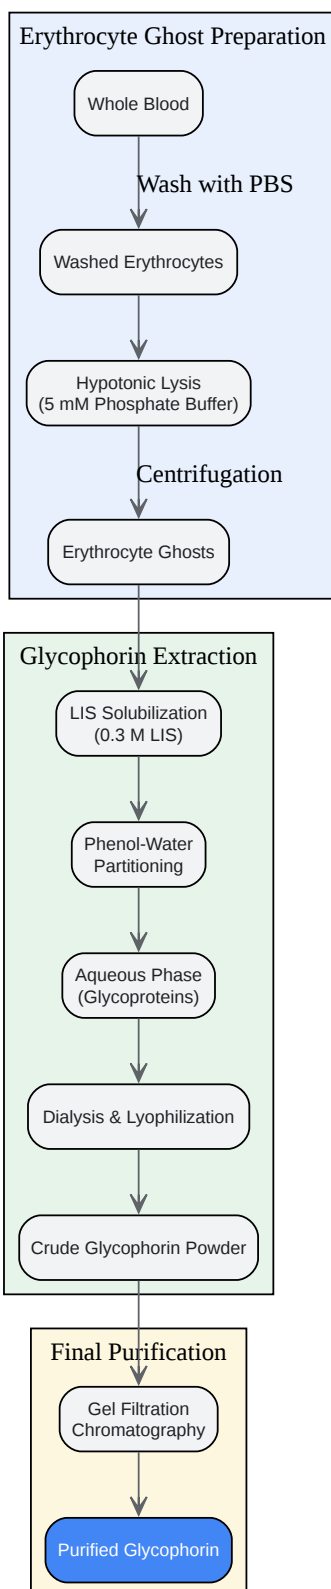 Erythrocyte Ghost Preparation
Whole Blood
Wash with PBS
Washed Erythrocytes
Hypotonic Lysis
(5 mM Phosphate Buffer)
Centrifugation
Erythrocyte Ghosts
Glycophorin Extraction
LIS Solubilization
(0.3 M LIS)
Phenol-Water
Partitioning
Aqueous Phase
(Glycoproteins)
Dialysis & Lyophilization
Crude Glycophorin Powder
Final Purification
Gel Filtration
Chromatography
Purified Glycophorin